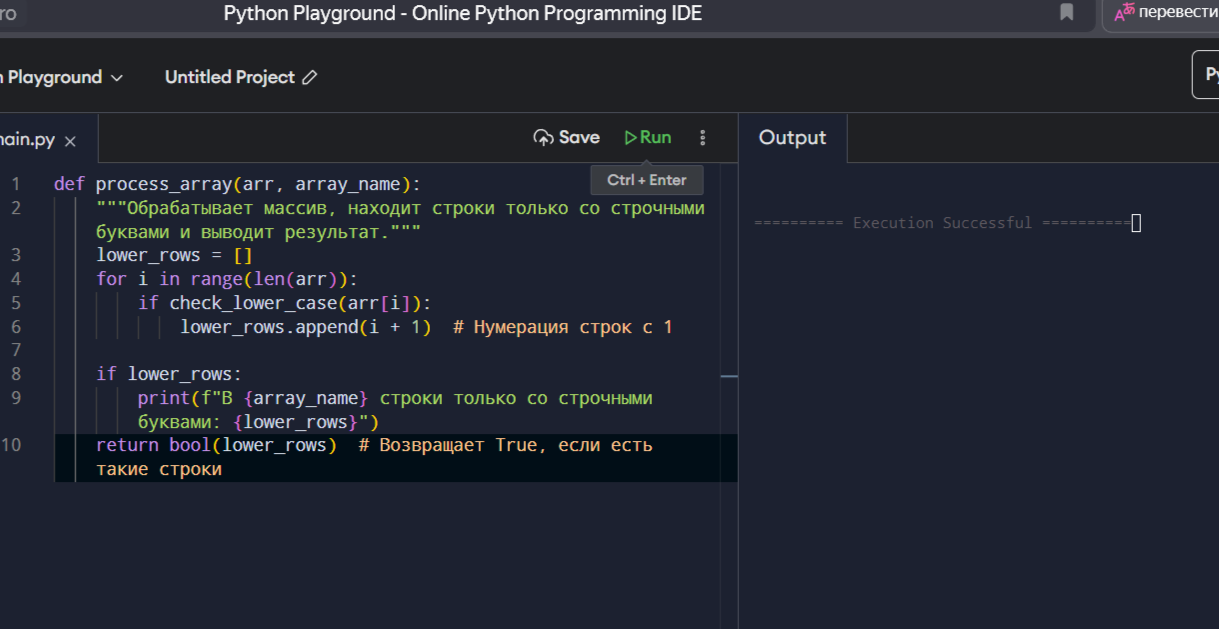 ro
Python Playground - Online Python Programming IDE
перевести
n Playground
Untitled Project
Py
main.py ×
Save
Run
Output
Ctrl + Enter
1 def process_array(arr, array_name):
2 """Обрабатывает массив, находит строки только со строчными
буквами и выводит результат."""
3 lower_rows = []
4 for i in range(len(arr)):
5 if check_lower_case(arr[i]):
6 lower_rows.append(i + 1)  # Нумерация строк с 1
7
8 if lower_rows:
9 print(f"В {array_name} строки только со строчными
буквами: {lower_rows}")
10 return bool(lower_rows)  # Возвращает True, если есть
такие строки
========== Execution Successful ==========